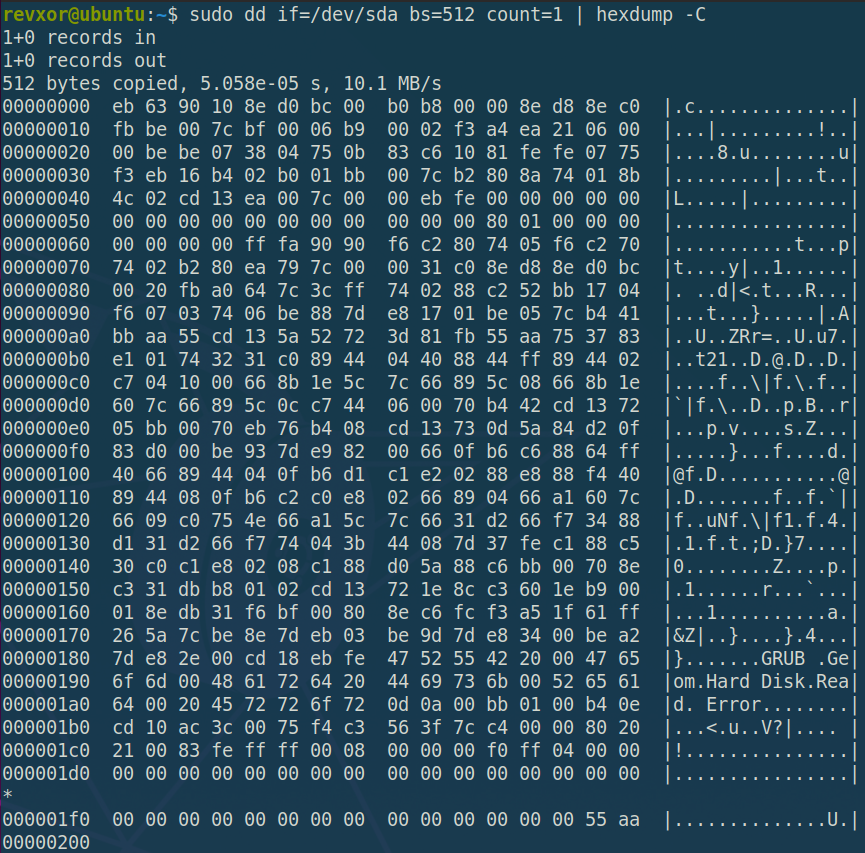 revxor@ubuntu:~$ sudo dd if=/dev/sda bs=512 count=1 | hexdump -C
1+0 records in
1+0 records out
512 bytes copied, 5.058e-05 s, 10.1 MB/s
00000000  eb 63 90 10 8e d0 bc 00  b0 b8 00 00 8e d8 8e c0  |.c..............|
00000010  fb be 00 7c bf 00 06 b9  00 02 f3 a4 ea 21 06 00  |...|.........!..|
00000020  00 be be 07 38 04 75 0b  83 c6 10 81 fe fe 07 75  |....8.u........u|
00000030  f3 eb 16 b4 02 b0 01 bb  00 7c b2 80 8a 74 01 8b  |.........|...t..|
00000040  4c 02 cd 13 ea 00 7c 00  00 eb fe 00 00 00 00 00  |L.....|.........|
00000050  00 00 00 00 00 00 00 00  00 00 00 80 01 00 00 00  |................|
00000060  00 00 00 00 ff fa 90 90  f6 c2 80 74 05 f6 c2 70  |...........t...p|
00000070  74 02 b2 80 ea 79 7c 00  00 31 c0 8e d8 8e d0 bc  |t....y|..1......|
00000080  00 20 fb a0 64 7c 3c ff  74 02 88 c2 52 bb 17 04  |. ..d|<.t...R...|
00000090  f6 07 03 74 06 be 88 7d  e8 17 01 be 05 7c b4 41  |...t...}.....|.A|
000000a0  bb aa 55 cd 13 5a 52 72  3d 81 fb 55 aa 75 37 83  |..U..ZRr=..U.u7.|
000000b0  e1 01 74 32 31 c0 89 44  04 40 88 44 ff 89 44 02  |..t21..D.@.D..D.|
000000c0  c7 04 10 00 66 8b 1e 5c  7c 66 89 5c 08 66 8b 1e  |....f..\|f.\.f..|
000000d0  60 7c 66 89 5c 0c c7 44  06 00 70 b4 42 cd 13 72  |`|f.\..D..p.B..r|
000000e0  05 bb 00 70 eb 76 b4 08  cd 13 73 0d 5a 84 d2 0f  |...p.v....s.Z...|
000000f0  83 d0 00 be 93 7d e9 82  00 66 0f b6 c6 88 64 ff  |.....}...f....d.|
00000100  40 66 89 44 04 0f b6 d1  c1 e2 02 88 e8 88 f4 40  |@f.D...........@|
00000110  89 44 08 0f b6 c2 c0 e8  02 66 89 04 66 a1 60 7c  |.D.......f..f.`||
00000120  66 09 c0 75 4e 66 a1 5c  7c 66 31 d2 66 f7 34 88  |f..uNf.\|f1.f.4.|
00000130  d1 31 d2 66 f7 74 04 3b  44 08 7d 37 fe c1 88 c5  |.1.f.t.;D.}7....|
00000140  30 c0 c1 e8 02 08 c1 88  d0 5a 88 c6 bb 00 70 8e  |0........Z....p.|
00000150  c3 31 db b8 01 02 cd 13  72 1e 8c c3 60 1e b9 00  |.1......r...`...|
00000160  01 8e db 31 f6 bf 00 80  8e c6 fc f3 a5 1f 61 ff  |...1..........a.|
00000170  26 5a 7c be 8e 7d eb 03  be 9d 7d e8 34 00 be a2  |&Z|..}....}.4...|
00000180  7d e8 2e 00 cd 18 eb fe  47 52 55 42 20 00 47 65  |}.......GRUB .Ge|
00000190  6f 6d 00 48 61 72 64 20  44 69 73 6b 00 52 65 61  |om.Hard Disk.Rea|
000001a0  64 00 20 45 72 72 6f 72  0d 0a 00 bb 01 00 b4 0e  |d. Error........|
000001b0  cd 10 ac 3c 00 75 f4 c3  56 3f 7c c4 00 00 80 20  |...<.u..V?|.... |
000001c0  21 00 83 fe ff ff 00 08  00 00 00 f0 ff 04 00 00  |!...............|
000001d0  00 00 00 00 00 00 00 00  00 00 00 00 00 00 00 00  |................|
*
000001f0  00 00 00 00 00 00 00 00  00 00 00 00 00 00 55 aa  |..............U.|
00000200